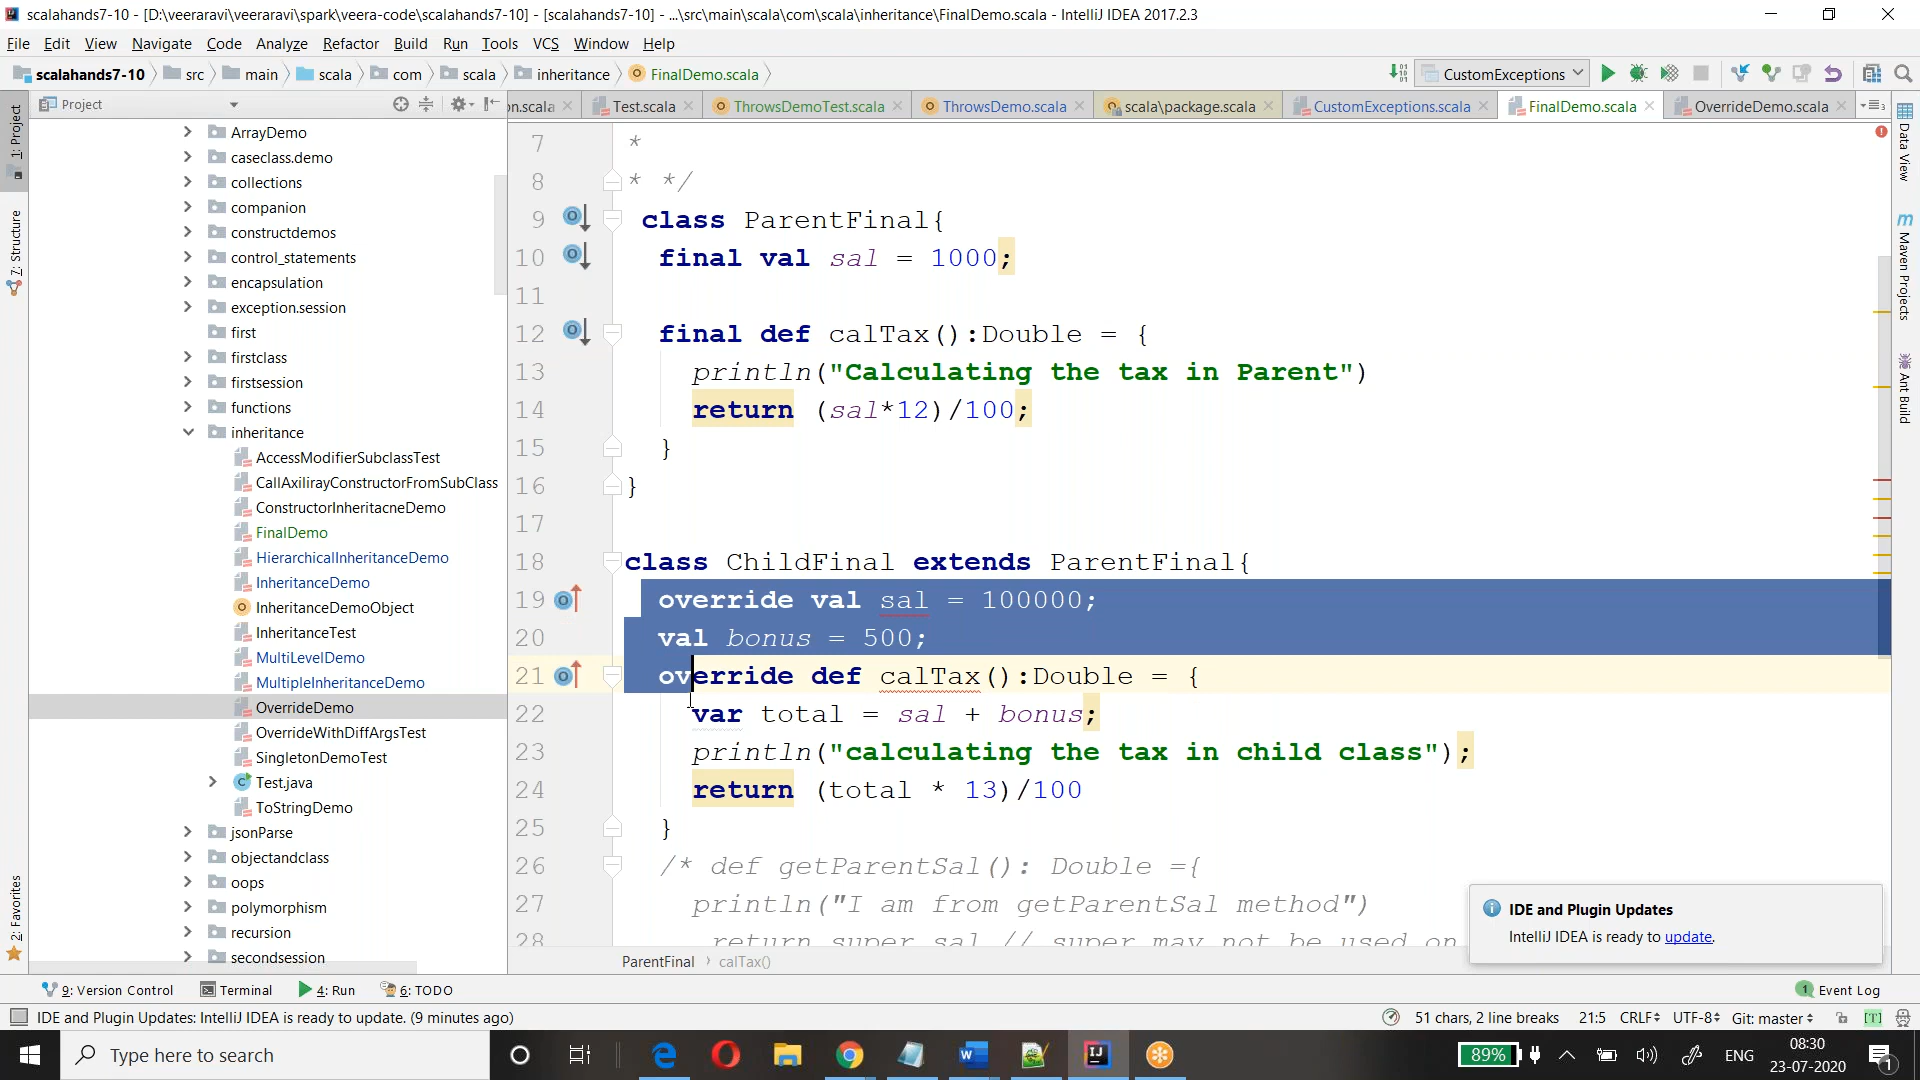 scalahands7-10 - [D:\veeraravi\veeraravi\spark\veera-code\scalahands7-10] - [scalahands7-10] - ...\src\main\scala\com\scala\inheritance\FinalDemo.scala - IntelliJ IDEA 2017.2.3
File Edit View Navigate Code Analyze Refactor Build Run Tools VCS Window Help
scalahands7-10 src main scala com scala inheritance FinalDemo.scala CustomExceptions
Project
on.scala Test.scala ThrowsDemoTest.scala ThrowsDemo.scala scala\package.scala CustomExceptions.scala FinalDemo.scala OverrideDemo.scala
1: Project
7: Structure
2: Favorites
ArrayDemo
caseclass.demo
collections
companion
constructdemos
control_statements
encapsulation
exception.session
first
firstclass
firstsession
functions
inheritance
AccessModifierSubclassTest
CallAxilirayConstructorFromSubClass
ConstructorInheritacneDemo
FinalDemo
HierarchicalInheritanceDemo
InheritanceDemo
InheritanceDemoObject
InheritanceTest
MultiLevelDemo
MultipleInheritanceDemo
OverrideDemo
OverrideWithDiffArgsTest
SingletonDemoTest
Test.java
ToStringDemo
jsonParse
objectandclass
oops
polymorphism
recursion
secondsession
7 *
8 * */
9 class ParentFinal{
10 final val sal = 1000;
11
12 final def calTax():Double = {
13 println("Calculating the tax in Parent")
14 return (sal*12)/100;
15 }
16 }
17
18 class ChildFinal extends ParentFinal{
19 override val sal = 100000;
20 val bonus = 500;
21 override def calTax():Double = {
22 var total = sal + bonus;
23 println("calculating the tax in child class");
24 return (total * 13)/100
25 }
26 /* def getParentSal(): Double ={
27 println("I am from getParentSal method")
28 return super.sal // super may not be used on
ParentFinal calTax()
Data View
Maven Projects
Ant Build
IDE and Plugin Updates
IntelliJ IDEA is ready to update.
9: Version Control Terminal 4: Run 6: TODO 1 Event Log
IDE and Plugin Updates: IntelliJ IDEA is ready to update. (9 minutes ago) 51 chars, 2 line breaks 21:5 CRLF UTF-8 Git: master [T]
Type here to search
89% ENG 08:30
23-07-2020 1